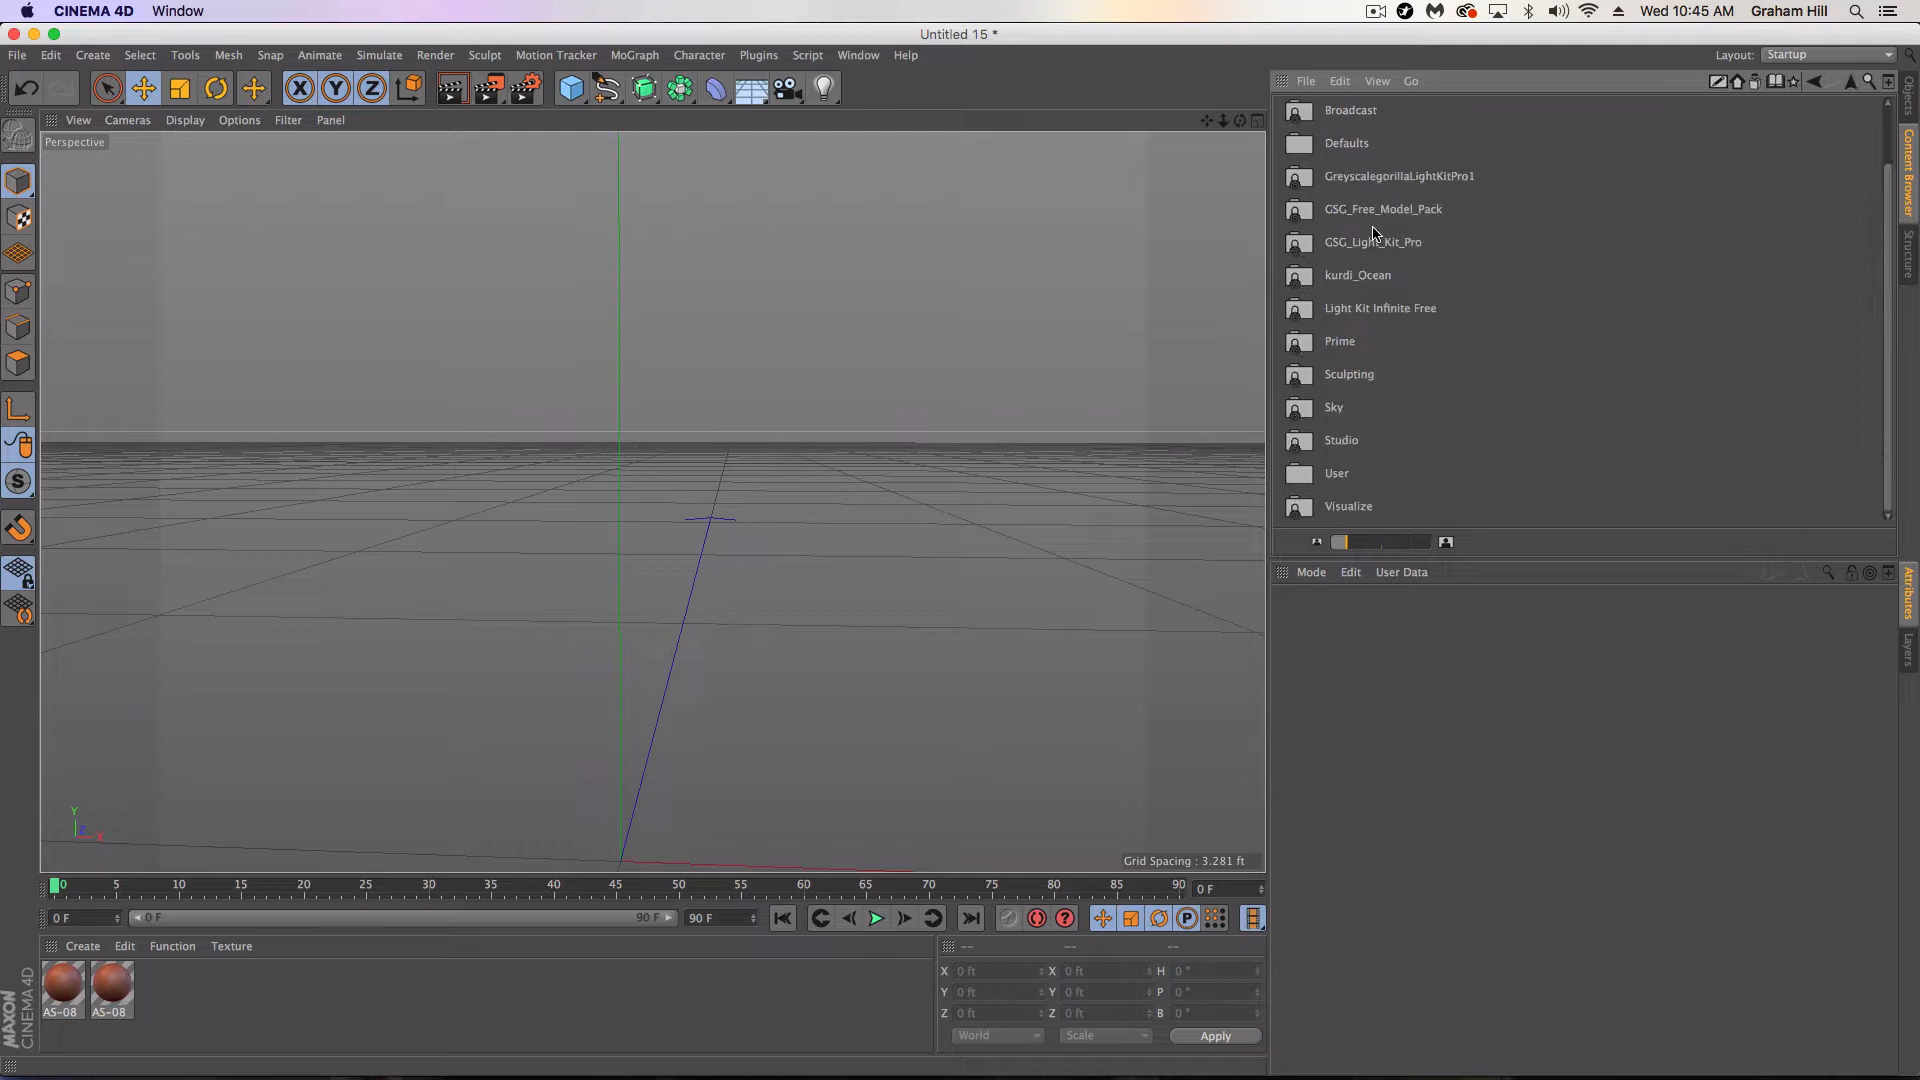 CINEMA 4D Window Wed 10:45 AM Graham Hill
Untitled 15 *
File Edit Create Select Tools Mesh Snap Animate Simulate Render Sculpt Motion Tracker MoGraph Character Plugins Script Window Help Layout: Startup
X Y Z
File Edit View Go
View Cameras Display Options Filter Panel
Perspective
Broadcast
Defaults
GreyscalegorillaLightKitPro1
GSG_Free_Model_Pack
GSG_Light_Kit_Pro
kurdi_Ocean
Light Kit Infinite Free
Prime
Sculpting
Sky
Studio
User
Visualize
Objects
Content Browser
Structure
Mode Edit User Data
Attributes
Layers
S
Y
Z
X
Grid Spacing : 3.281 ft
0 5 10 15 20 25 30 35 40 45 50 55 60 65 70 75 80 85 90 0 F
0 F 0 F 90 F 90 F
? P
Create Edit Function Texture
-- -- --
AS-08 AS-08
X 0 ft X 0 ft H 0 °
Y 0 ft Y 0 ft P 0 °
Z 0 ft Z 0 ft B 0 °
World Scale Apply
MAXON
CINEMA 4D